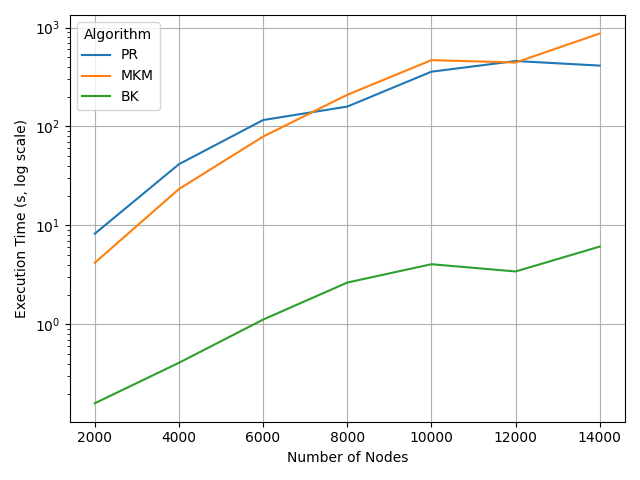 Algorithm
PR
MKM
BK
Execution Time (s, log scale)
10³
10²
10¹
10⁰
2000 4000 6000 8000 10000 12000 14000
Number of Nodes